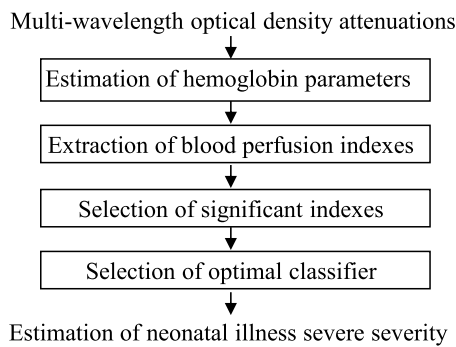 Multi-wavelength optical density attenuations
Estimation of hemoglobin parameters
Extraction of blood perfusion indexes
Selection of significant indexes
Selection of optimal classifier
Estimation of neonatal illness severe severity